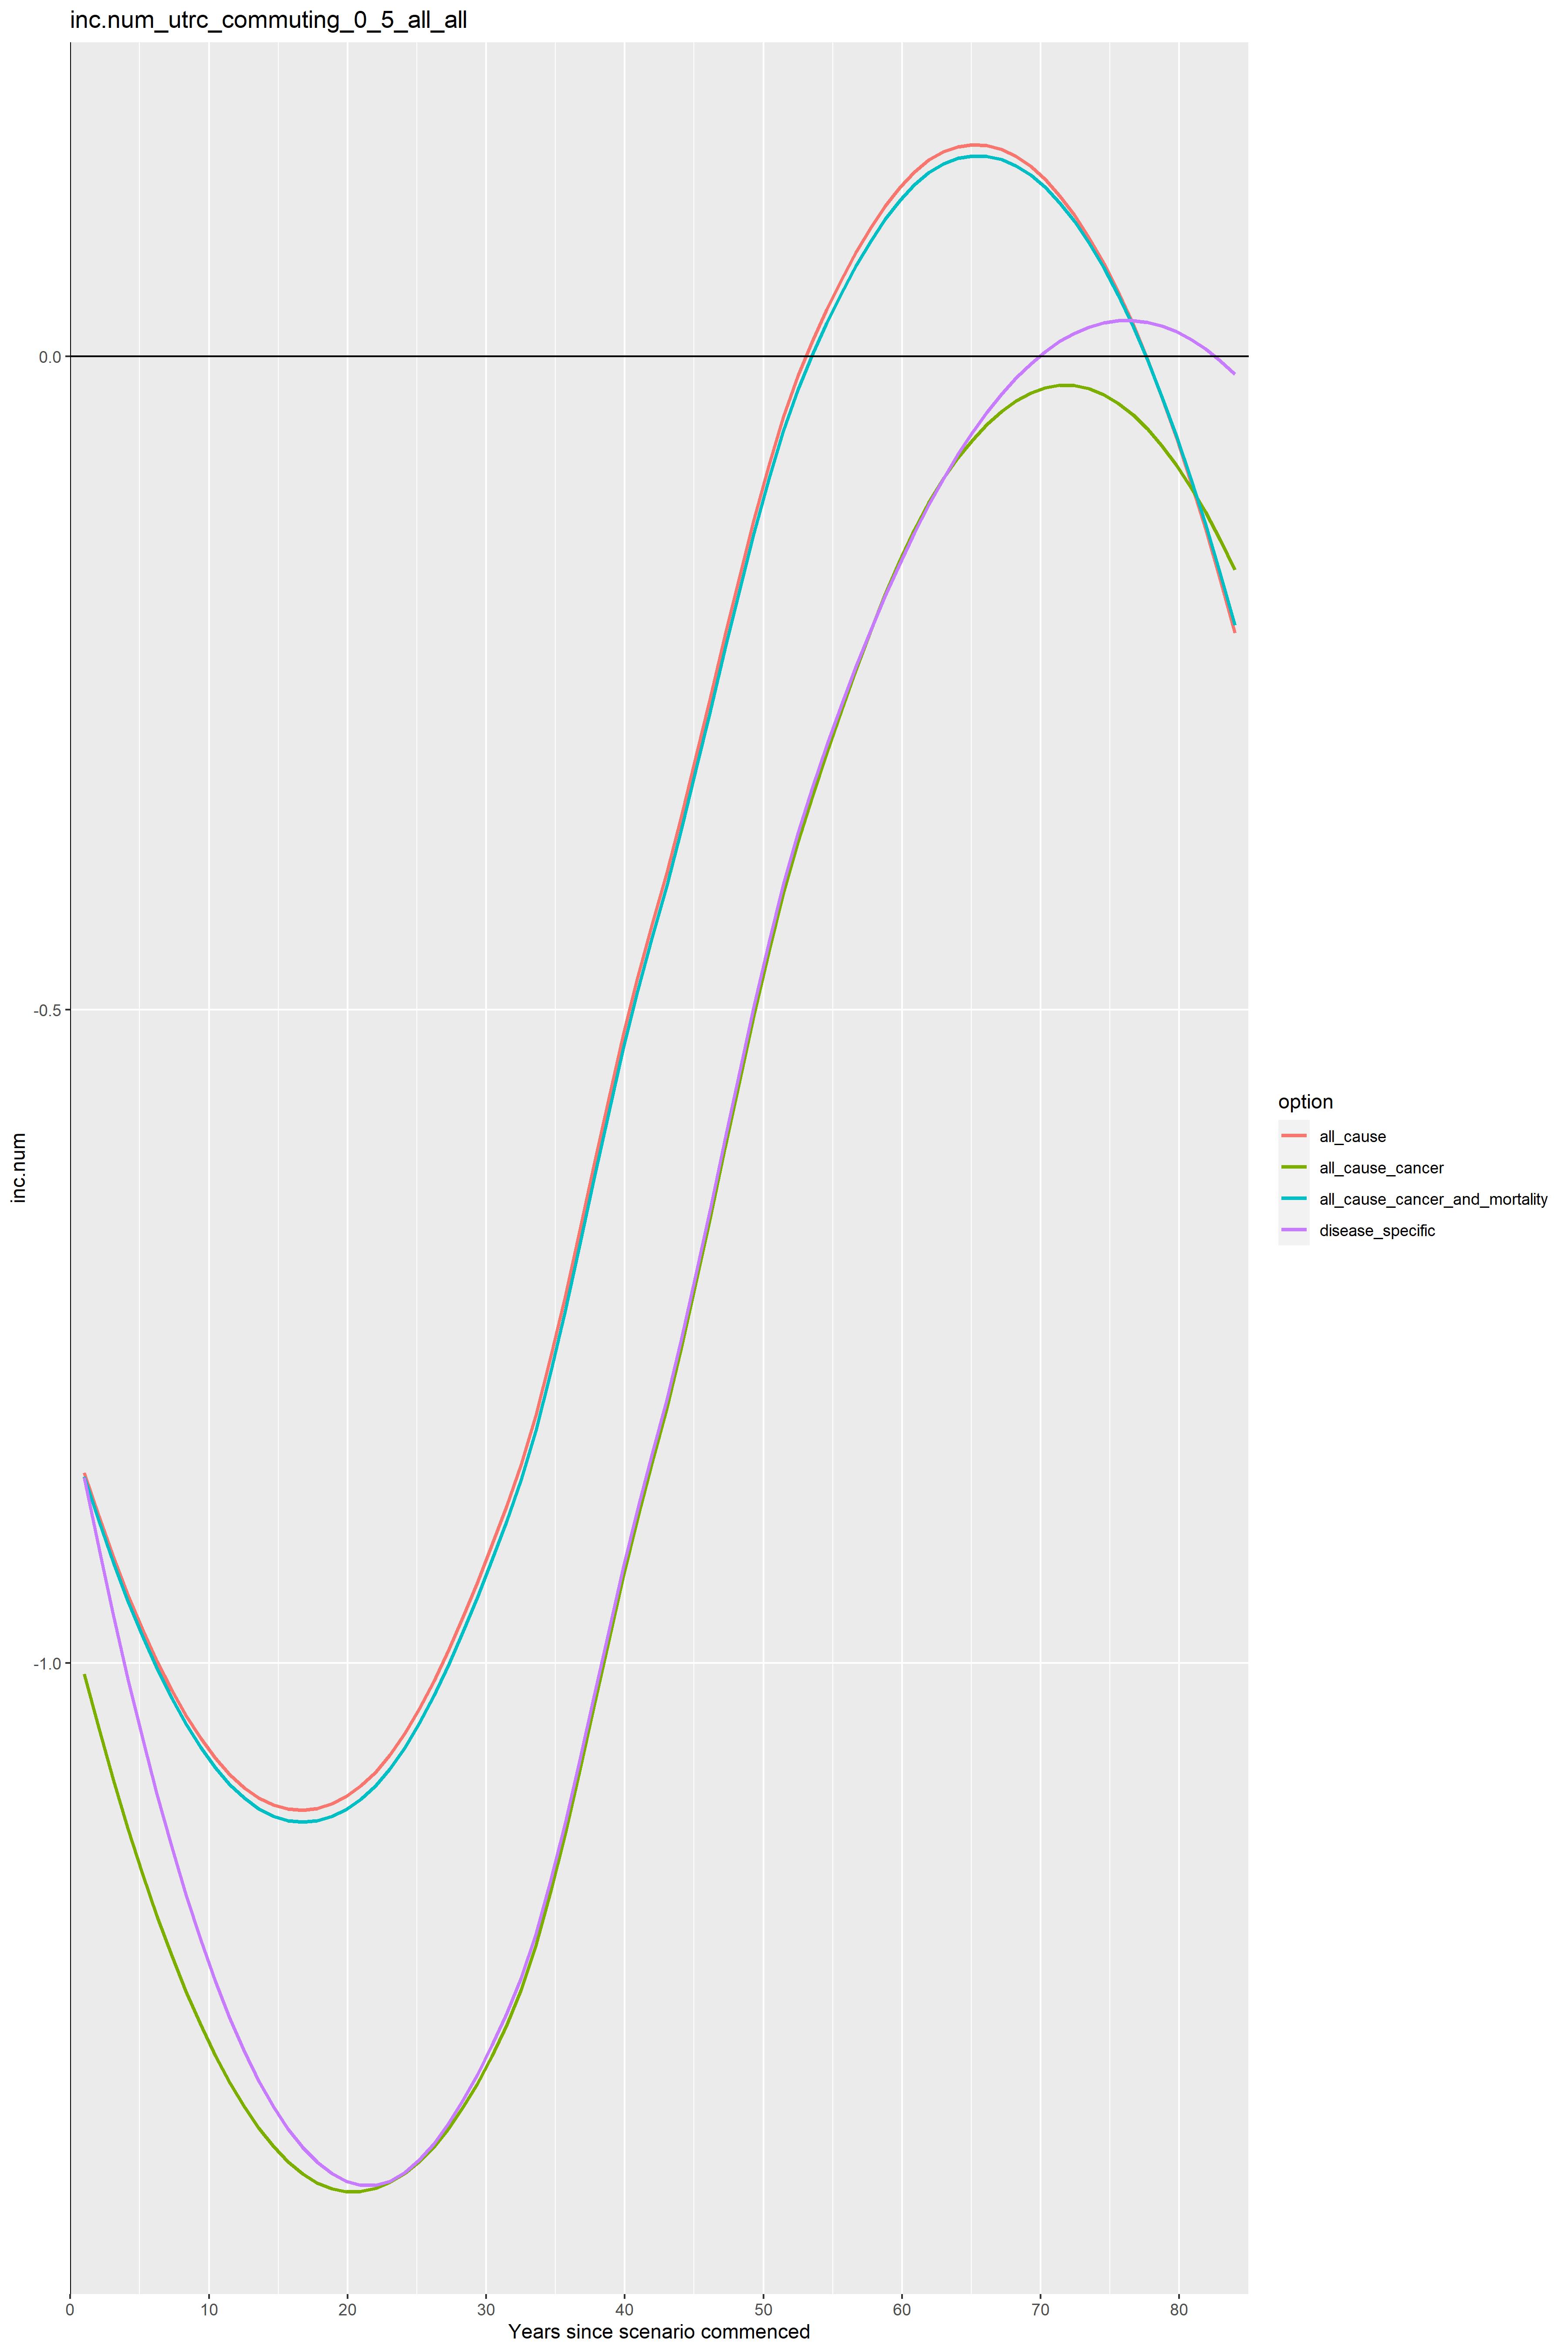 inc.num_utrc_commuting_0_5_all_all
inc.num
0.0
-0.5
-1.0
0 10 20 30 40 50 60 70 80
Years since scenario commenced
option
all_cause
all_cause_cancer
all_cause_cancer_and_mortality
disease_specific